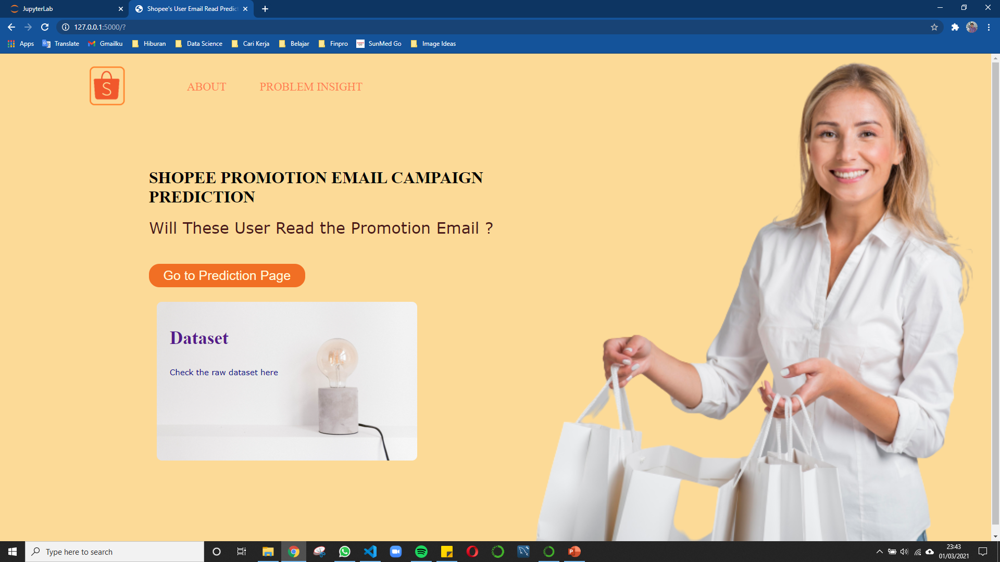 JupyterLab
Shopee's User Email Read Predic
127.0.0.1:5000/?
Apps
Translate
Gmailku
Hiburan
Data Science
Cari Kerja
Belajar
Finpro
SunMed Go
Image Ideas
S
ABOUT
PROBLEM INSIGHT
SHOPEE PROMOTION EMAIL CAMPAIGN
PREDICTION
Will These User Read the Promotion Email ?
Go to Prediction Page
Dataset
Check the raw dataset here
Type here to search
23:43
01/03/2021